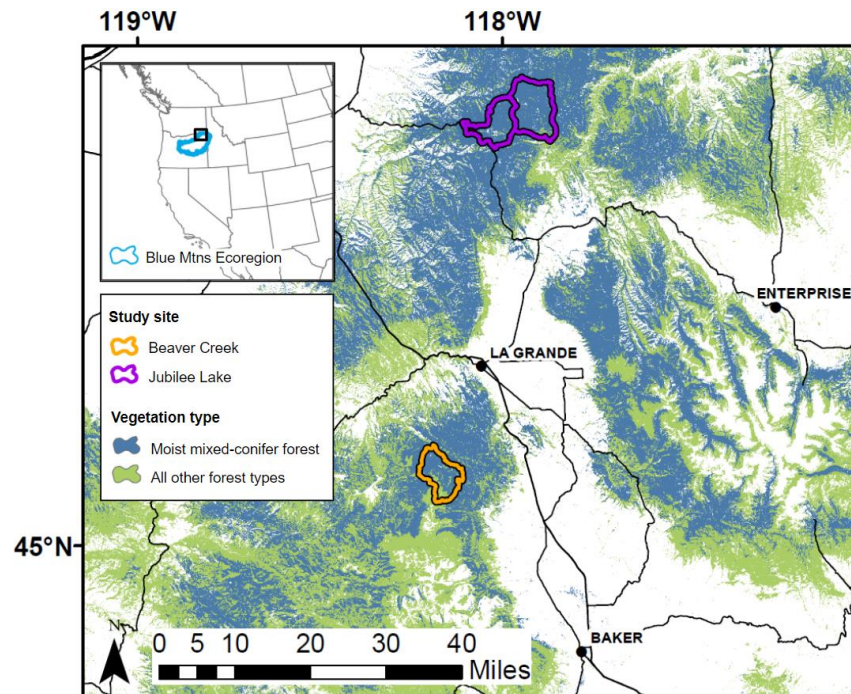 119°W
118°W
Blue Mtns Ecoregion
ENTERPRISE
Study site
Beaver Creek
Jubilee Lake
LA GRANDE
Vegetation type
Moist mixed-conifer forest
All other forest types
45°N
BAKER
N
0 5 10 20 30 40
Miles